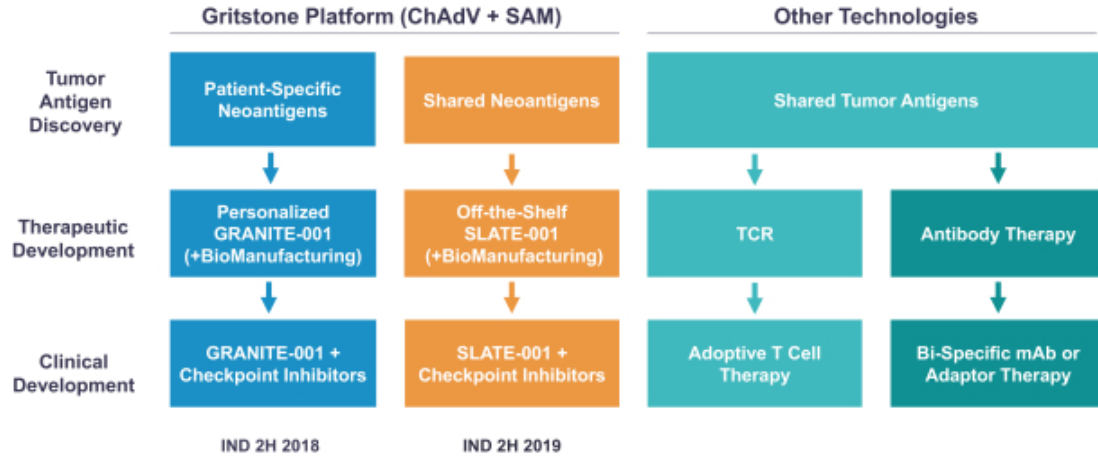 Gritstone Platform (ChAdV + SAM)
Other Technologies
Tumor
Antigen
Discovery
Patient-Specific
Neoantigens
Shared Neoantigens
Shared Tumor Antigens
Therapeutic
Development
Personalized
GRANITE-001
(+BioManufacturing)
Off-the-Shelf
SLATE-001
(+BioManufacturing)
TCR
Antibody Therapy
Clinical
Development
GRANITE-001 +
Checkpoint Inhibitors
SLATE-001 +
Checkpoint Inhibitors
Adoptive T Cell
Therapy
Bi-Specific mAb or
Adaptor Therapy
IND 2H 2018
IND 2H 2019